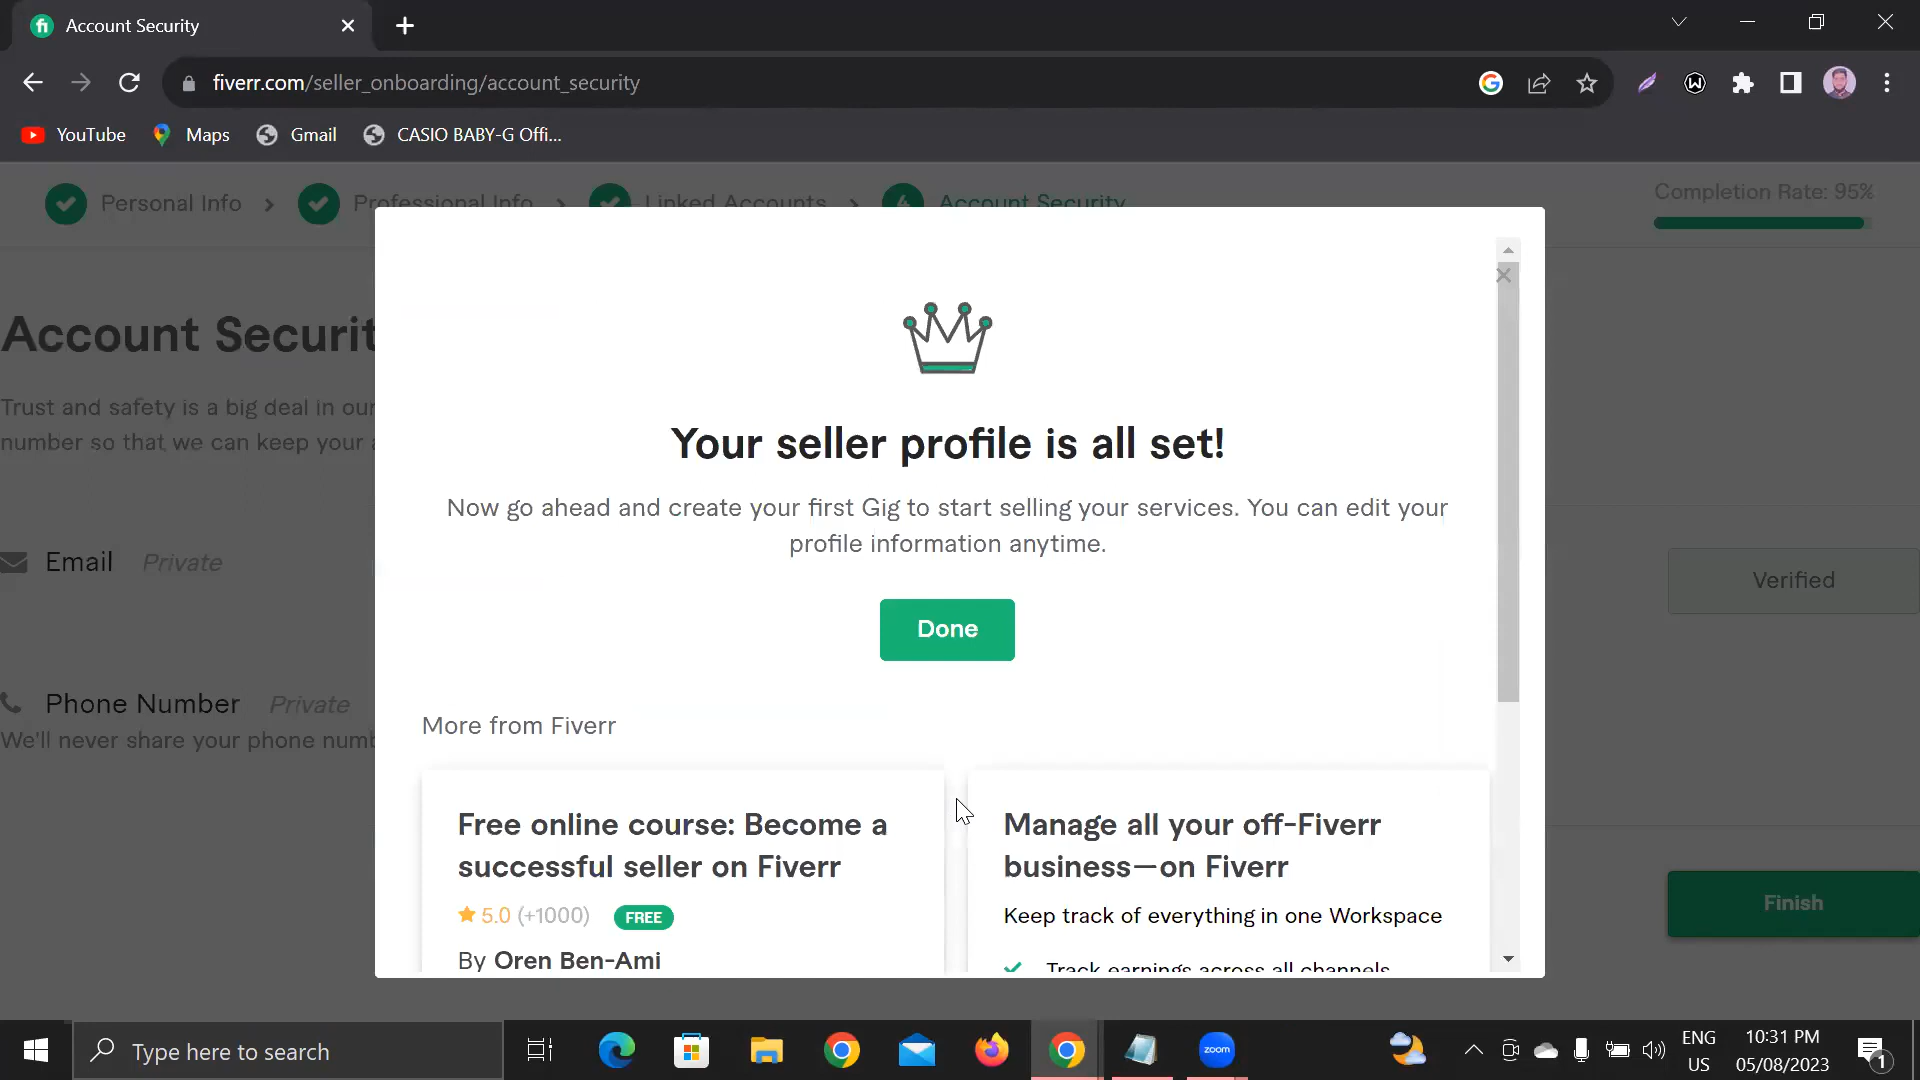 fi Account Security
fiverr.com/seller_onboarding/account_security
YouTube Maps Gmail CASIO BABY-G Offi...
Personal Info Professional Info Linked Accounts 4 Account Security Completion Rate: 95%
Account Securit
Trust and safety is a big deal in our
number so that we can keep your a
Your seller profile is all set!
Now go ahead and create your first Gig to start selling your services. You can edit your
profile information anytime.
Done
Email Private
Verified
Phone Number Private
We'll never share your phone numb
More from Fiverr
Free online course: Become a
successful seller on Fiverr
5.0 (+1000) FREE
By Oren Ben-Ami
Manage all your off-Fiverr
business—on Fiverr
Keep track of everything in one Workspace
Track earnings across all channels
Finish
Type here to search
zoom
ENG
US
10:31 PM
05/08/2023
1